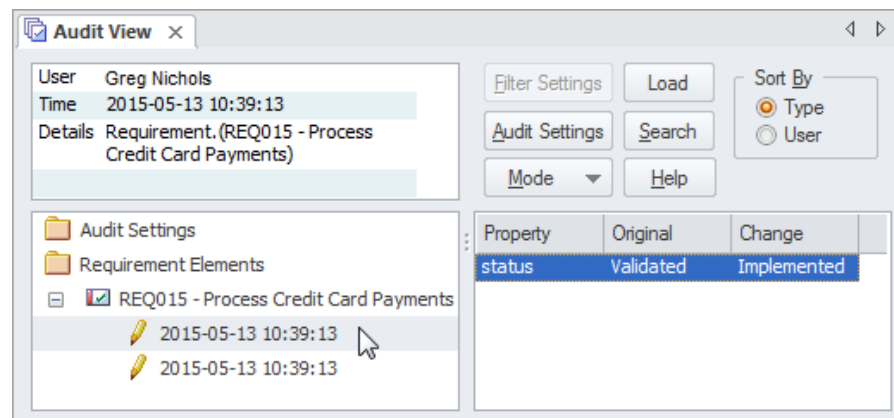 Audit View
User Greg Nichols
Time 2015-05-13 10:39:13
Details Requirement.(REQ015 - Process
Credit Card Payments)
Filter Settings Load
Audit Settings Search
Mode Help
Sort By
Type
User
Audit Settings
Requirement Elements
REQ015 - Process Credit Card Payments
2015-05-13 10:39:13
2015-05-13 10:39:13
Property Original Change
status Validated Implemented